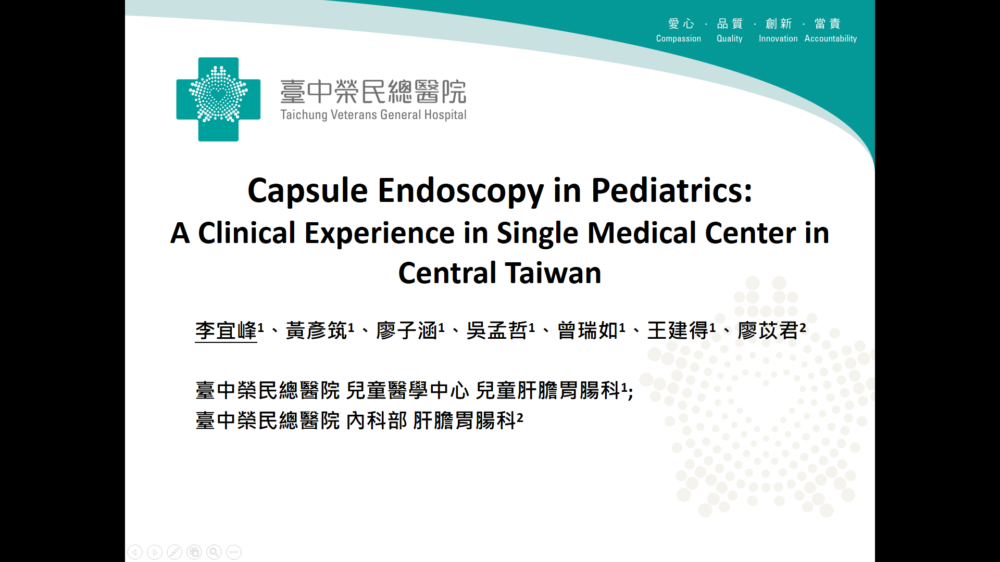 愛心 · 品質 · 創新 · 當責
Compassion Quality Innovation Accountability
臺中榮民總醫院
Taichung Veterans General Hospital
Capsule Endoscopy in Pediatrics:
A Clinical Experience in Single Medical Center in
Central Taiwan
李宜峰1、黃彥筑1、廖子涵1、吳孟哲1、曾瑞如1、王建得1、廖苡君2
臺中榮民總醫院 兒童醫學中心 兒童肝膽胃腸科1;
臺中榮民總醫院 內科部 肝膽胃腸科2